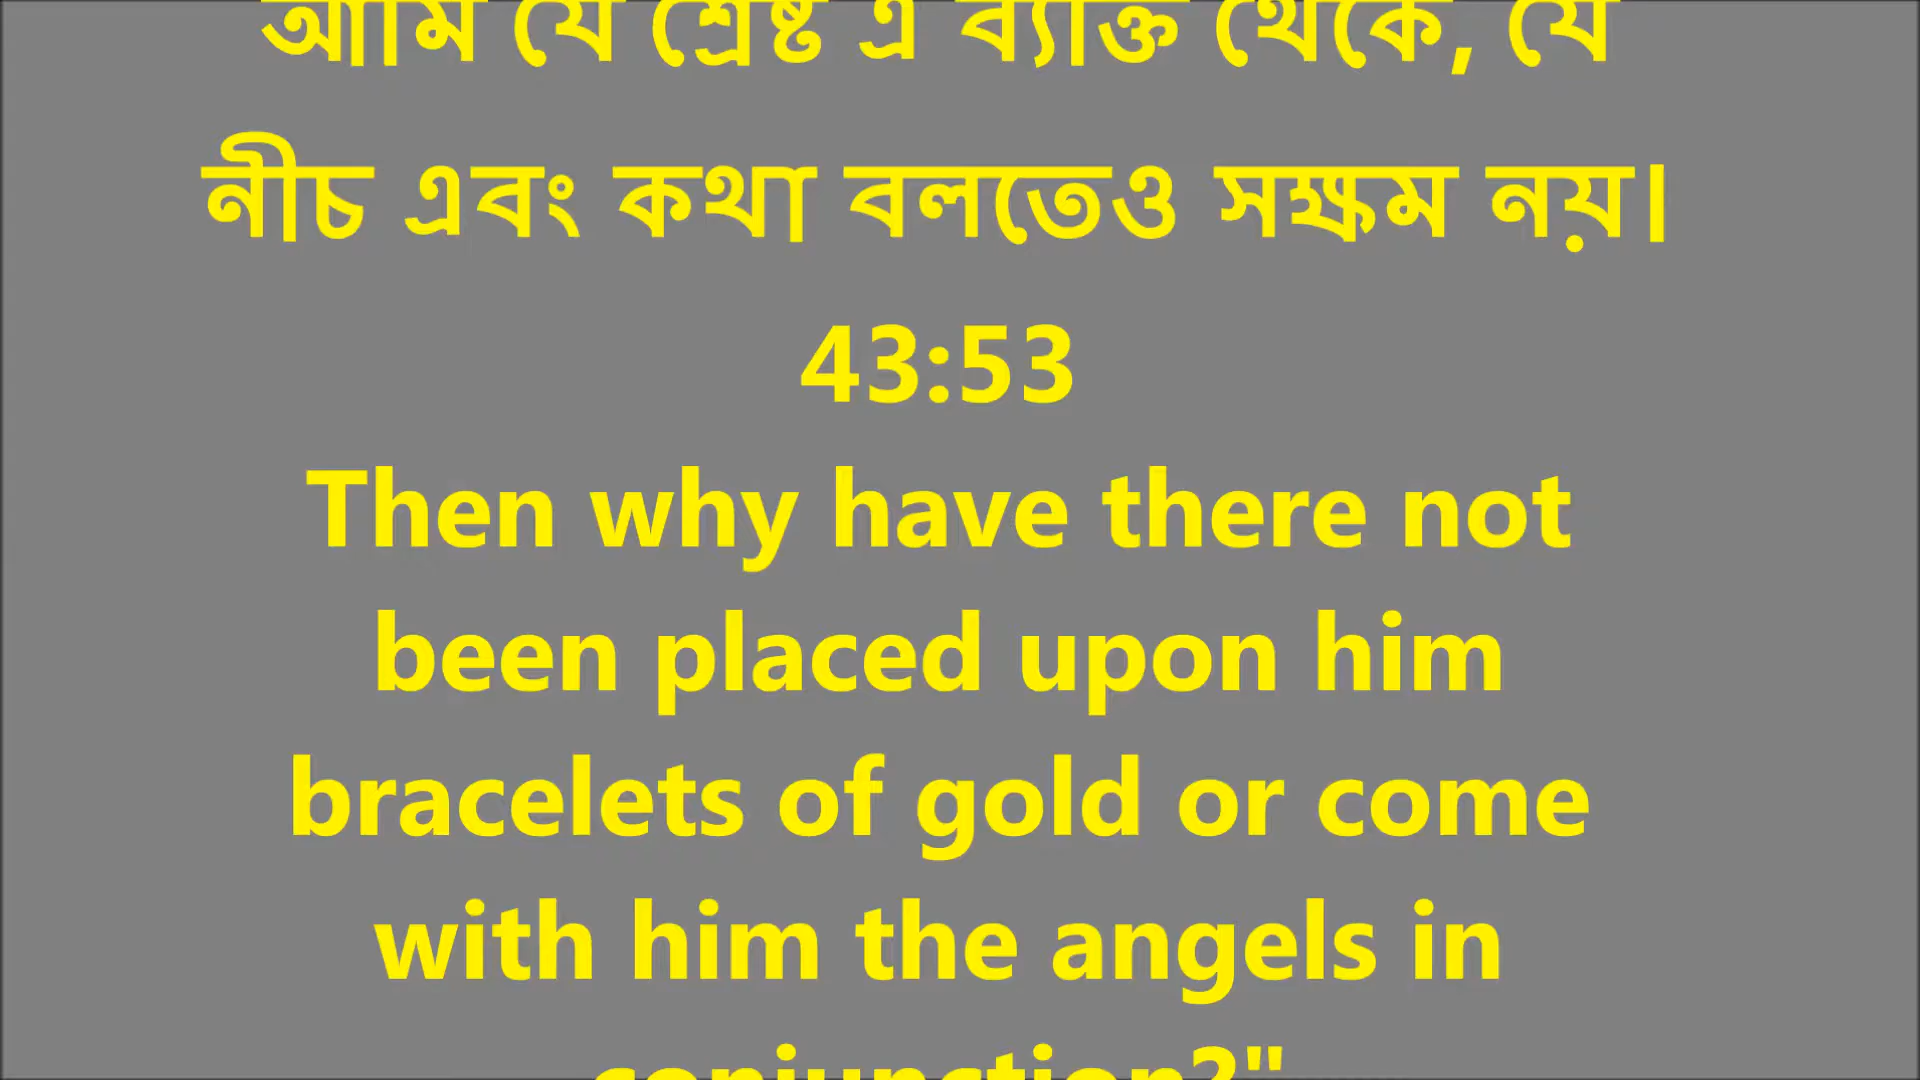 আমি যে শ্রেষ্ট এ ব্যক্তি থেকে, যে
নীচ এবং কথা বলতেও সক্ষম নয়।
43:53
Then why have there not
been placed upon him
bracelets of gold or come
with him the angels in
conjunction?"